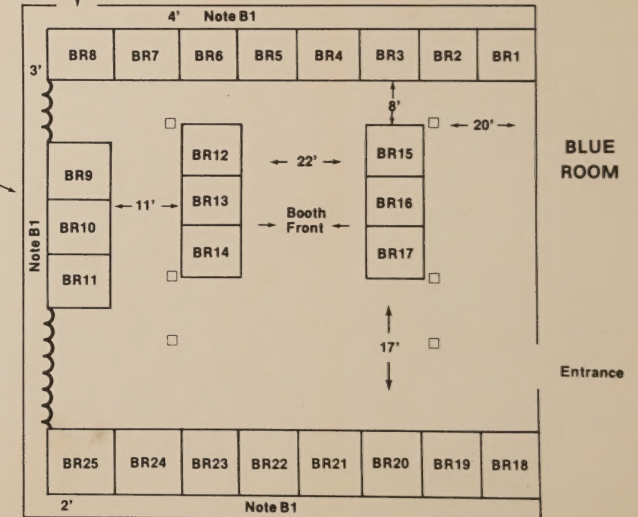 4' Note B1
BR8 BR7 BR6 BR5 BR4 BR3 BR2 BR1
3'
8'
20'
BLUE
ROOM
BR12 BR15
22'
BR9
BR13 BR16
11'
BR10
Booth
Front
Note B1
BR14 BR17
BR11
17'
Entrance
BR25 BR24 BR23 BR22 BR21 BR20 BR19 BR18
2' Note B1